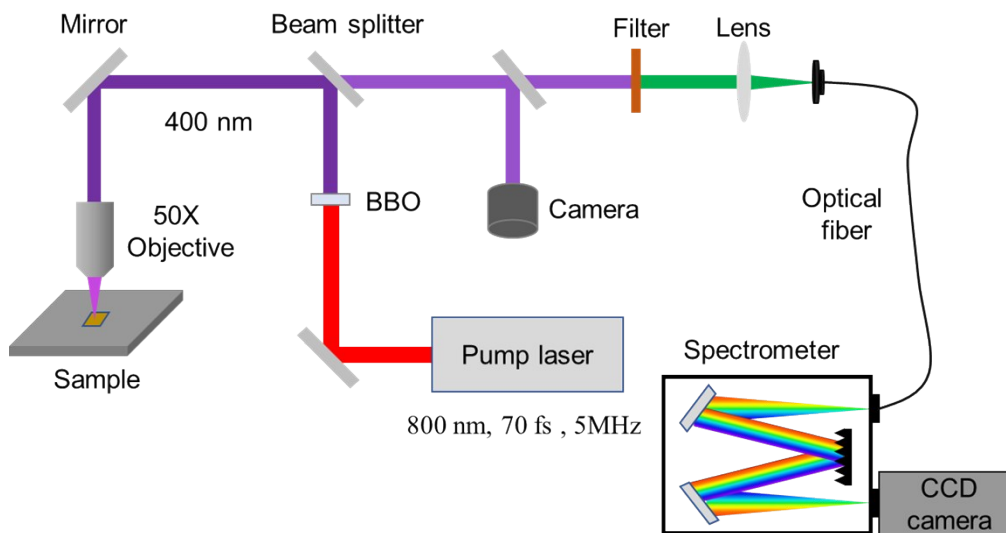 Mirror
Beam splitter
Filter
Lens
400 nm
50X
Objective
BBO
Camera
Optical
fiber
Sample
Pump laser
Spectrometer
800 nm, 70 fs , 5MHz
CCD
camera